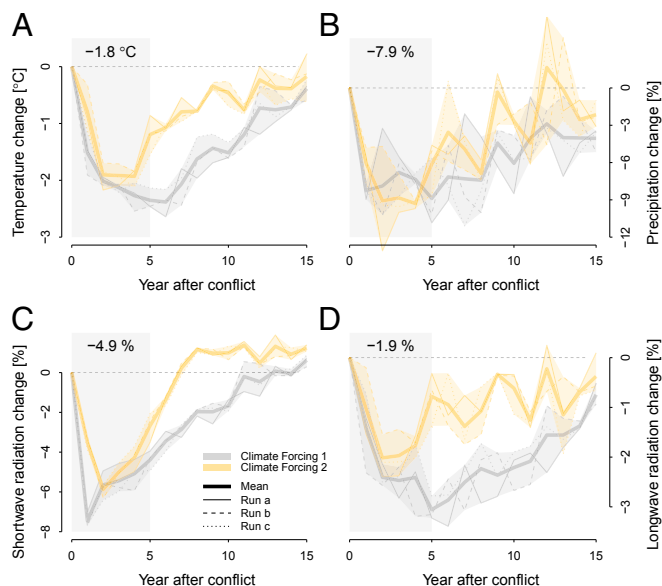 A
−1.8 °C
Temperature change [°C]
0
−1
−2
−3
0
5
10
15
Year after conflict
B
−7.9 %
Precipitation change [%]
0
−3
−6
−9
−12
0
5
10
15
Year after conflict
C
−4.9 %
Shortwave radiation change [%]
2
0
−2
−4
−6
−8
Climate Forcing 1
Climate Forcing 2
Mean
Run a
Run b
Run c
0
5
10
15
Year after conflict
D
−1.9 %
Longwave radiation change [%]
0
−1
−2
−3
0
5
10
15
Year after conflict